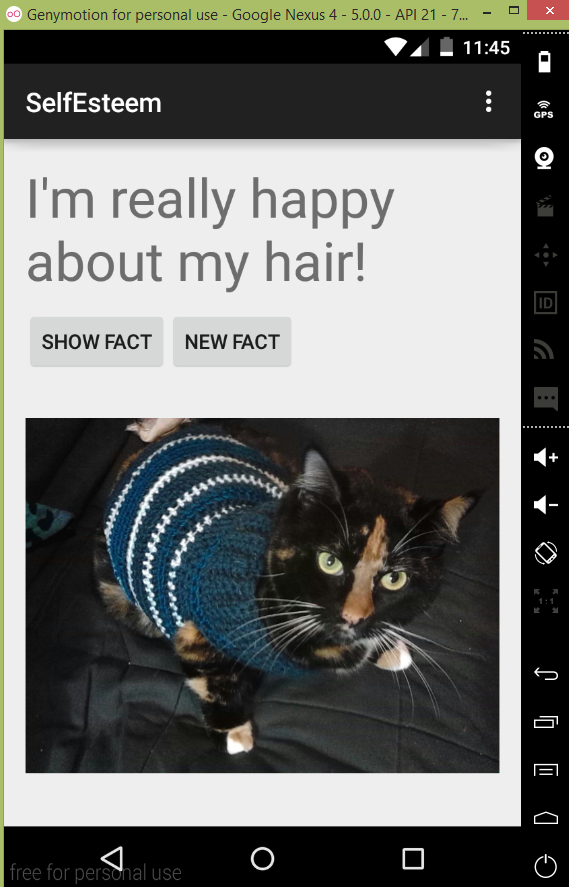 Genymotion for personal use - Google Nexus 4 - 5.0.0 - API 21 - 7...
11:45
SelfEsteem
GPS
I'm really happy
about my hair!
ID
SHOW FACT
NEW FACT
1:1
free for personal use